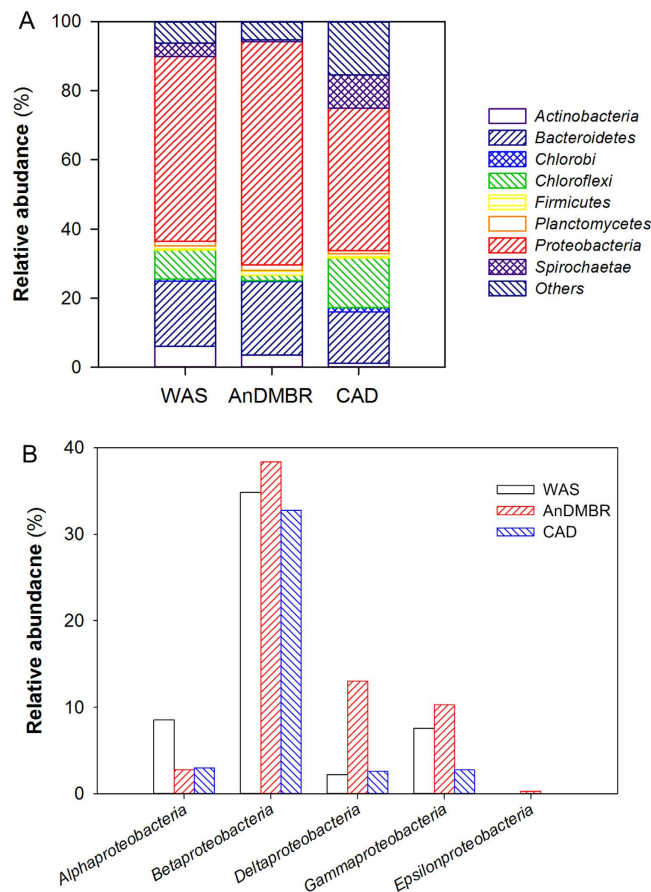 A
Relative abudance (%)
100
80
60
40
20
0
WAS
AnDMBR
CAD
Actinobacteria
Bacteroidetes
Chlorobi
Chloroflexi
Firmicutes
Planctomycetes
Proteobacteria
Spirochaetae
Others
B
Relative abundacne (%)
40
30
20
10
0
WAS
AnDMBR
CAD
Alphaproteobacteria
Betaproteobacteria
Deltaproteobacteria
Gammaproteobacteria
Epsilonproteobacteria